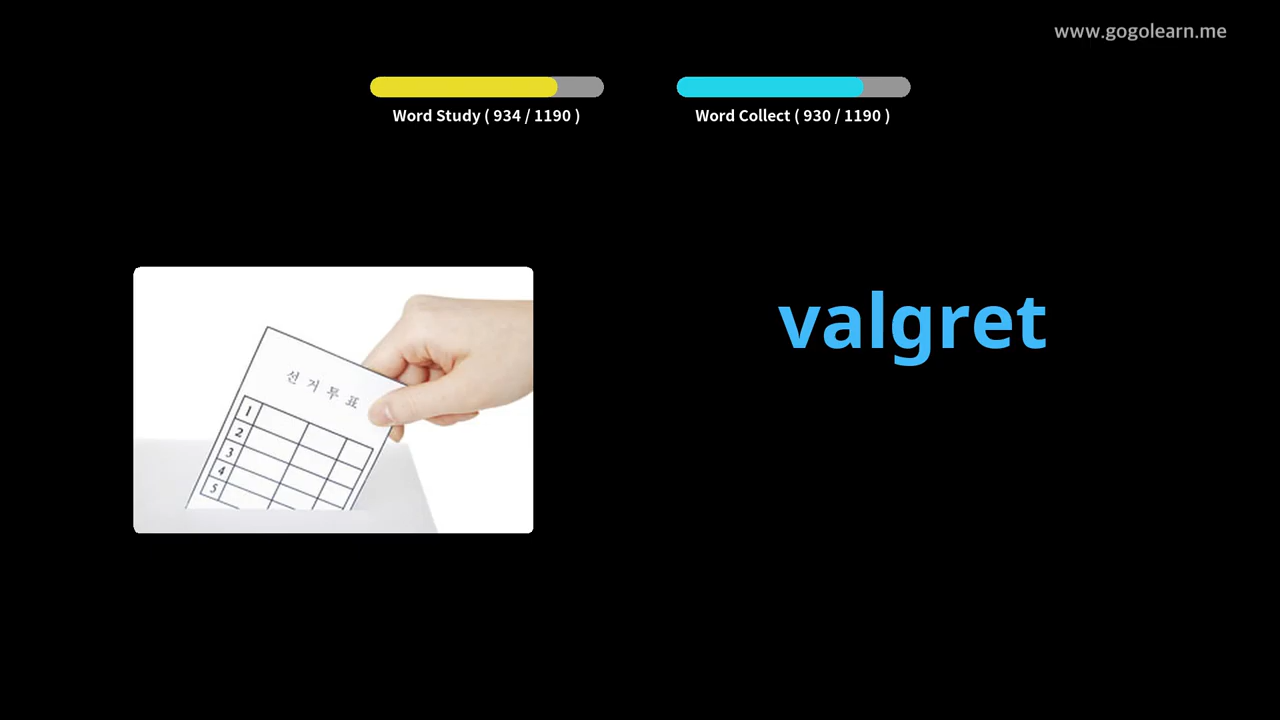 www.gogolearn.me
Word Study ( 934 / 1190 )
Word Collect ( 930 / 1190 )
valgret
선거투표
1
2
3
4
5